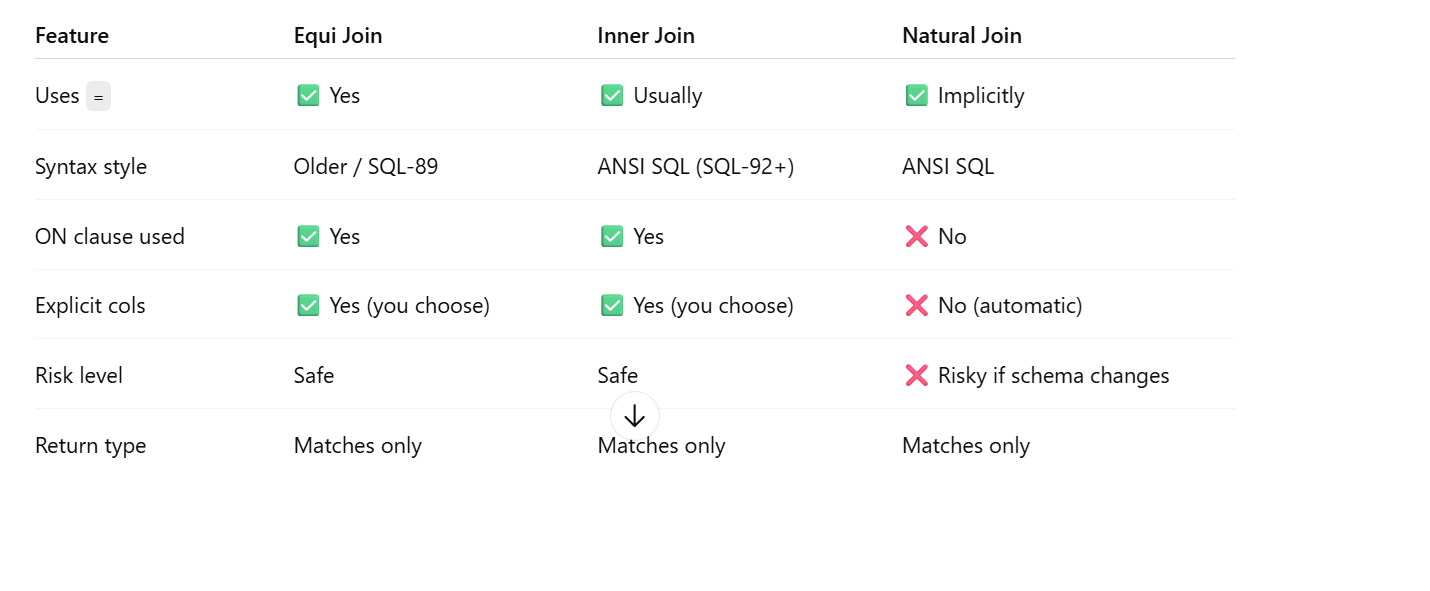 Feature Equi Join Inner Join Natural Join
Uses = ✅ Yes ✅ Usually ✅ Implicitly
Syntax style Older / SQL-89 ANSI SQL (SQL-92+) ANSI SQL
ON clause used ✅ Yes ✅ Yes ❌ No
Explicit cols ✅ Yes (you choose) ✅ Yes (you choose) ❌ No (automatic)
Risk level Safe Safe ❌ Risky if schema changes
Return type Matches only Matches only Matches only